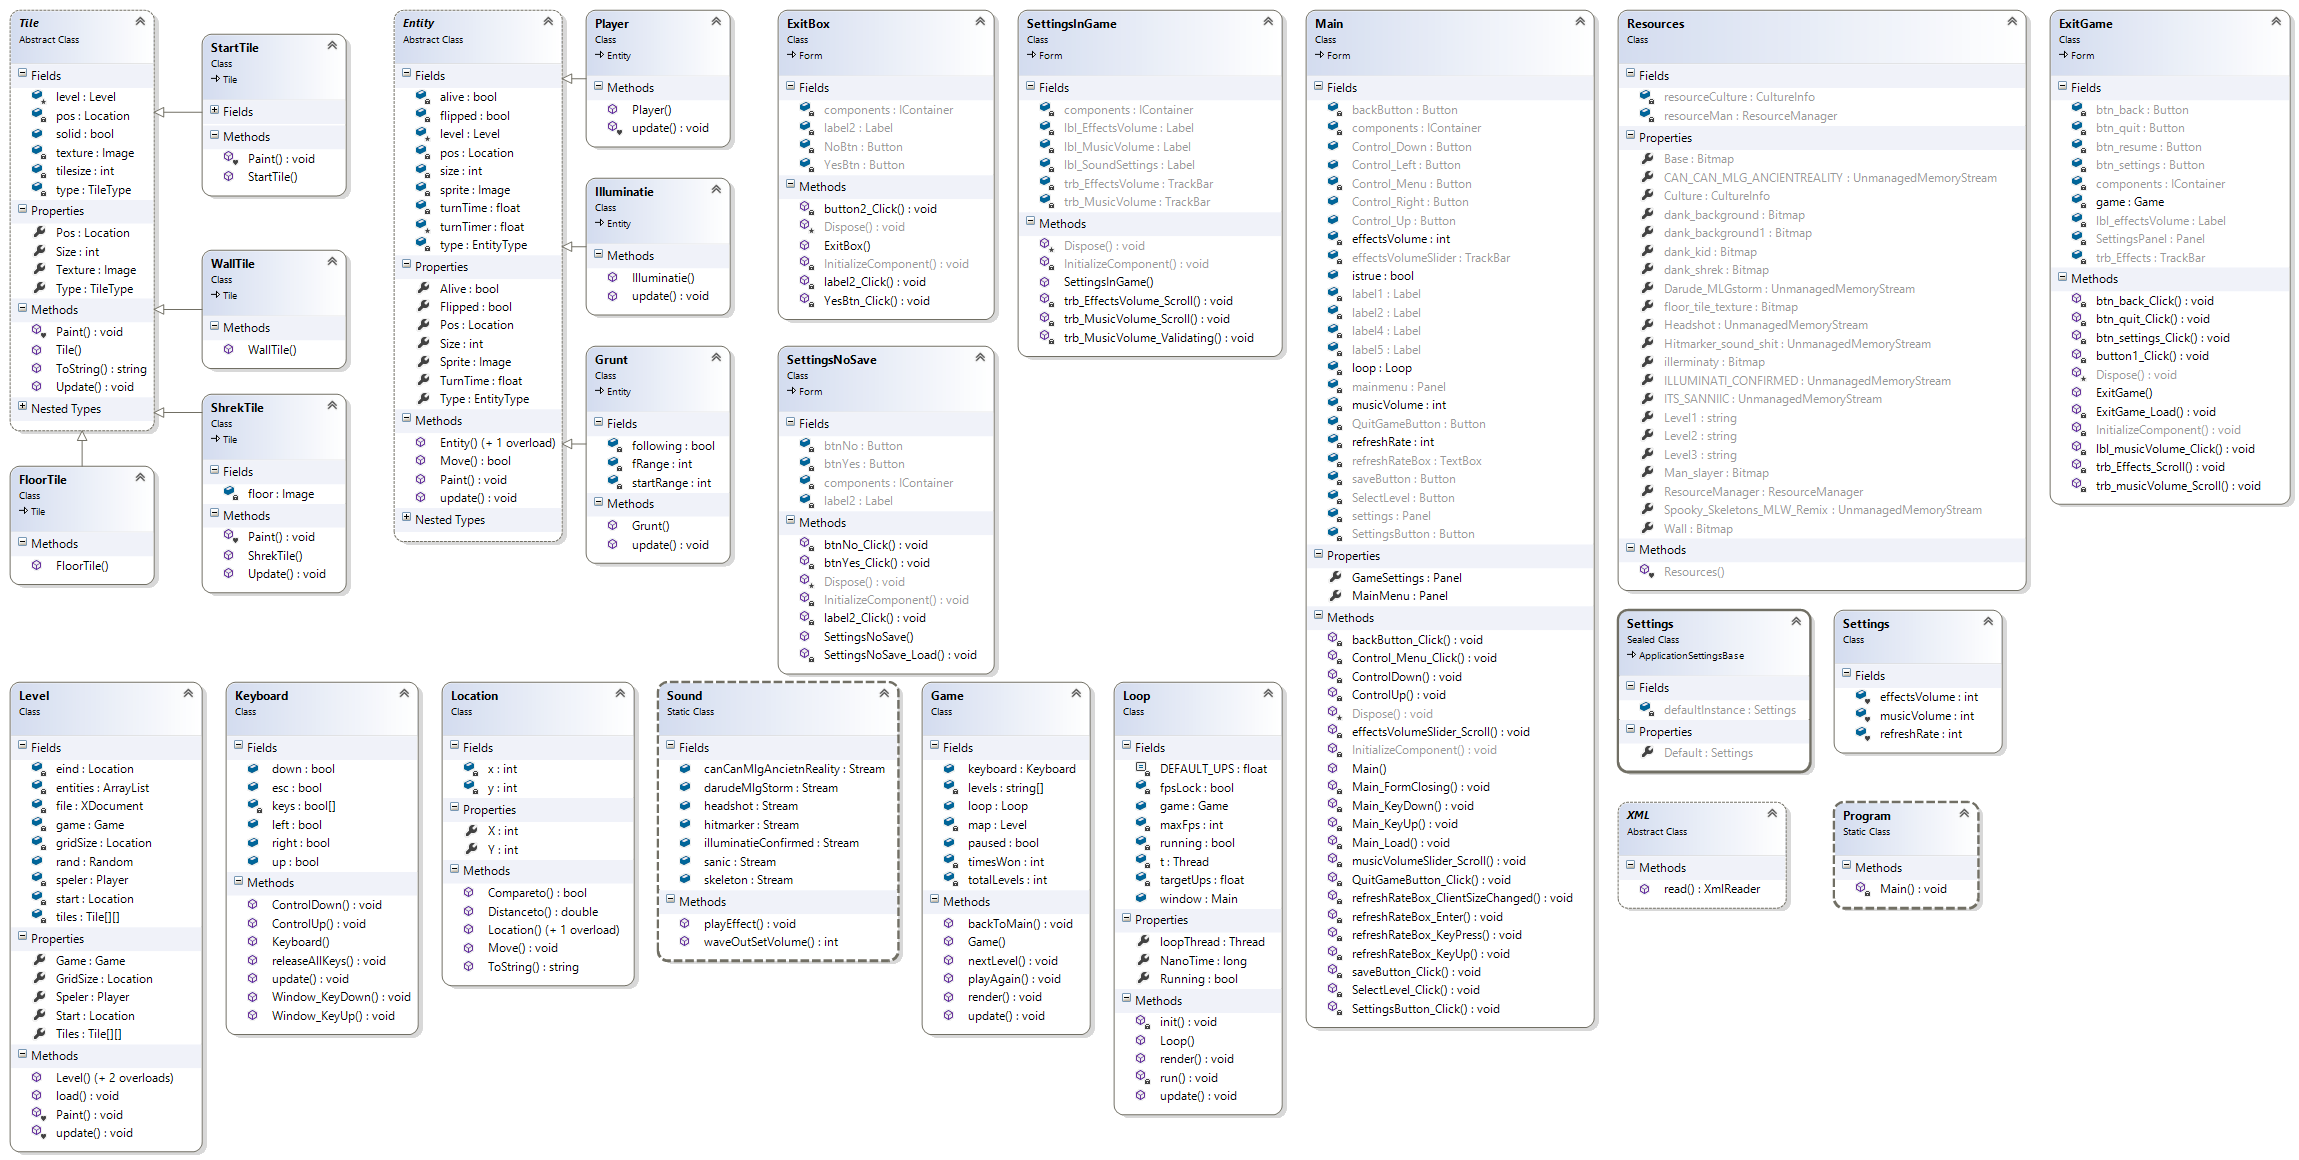 Tile
Abstract Class
Fields
level : Level
pos : Location
solid : bool
texture : Image
tilesize : int
type : TileType
Properties
Pos : Location
Size : int
Texture : Image
Type : TileType
Methods
Paint() : void
Tile()
ToString() : string
Update() : void
Nested Types
StartTile
Class
Tile
Fields
Methods
Paint() : void
StartTile()
WallTile
Class
Tile
Methods
WallTile()
ShrekTile
Class
Tile
Fields
floor : Image
Methods
Paint() : void
ShrekTile()
Update() : void
FloorTile
Class
Tile
Methods
FloorTile()
Entity
Abstract Class
Fields
alive : bool
flipped : bool
level : Level
pos : Location
size : int
sprite : Image
turnTime : float
turnTimer : float
type : EntityType
Properties
Alive : bool
Flipped : bool
Pos : Location
Size : int
Sprite : Image
TurnTime : float
Type : EntityType
Methods
Entity() (+ 1 overload)
Move() : bool
Paint() : void
update() : void
Nested Types
Player
Class
Entity
Methods
Player()
update() : void
Illuminatie
Class
Entity
Methods
Illuminatie()
update() : void
Grunt
Class
Entity
Fields
following : bool
fRange : int
startRange : int
Methods
Grunt()
update() : void
ExitBox
Class
Form
Fields
components : IContainer
label2 : Label
NoBtn : Button
YesBtn : Button
Methods
button2_Click() : void
Dispose() : void
ExitBox()
InitializeComponent() : void
label2_Click() : void
YesBtn_Click() : void
SettingsNoSave
Class
Form
Fields
btnNo : Button
btnYes : Button
components : IContainer
label2 : Label
Methods
btnNo_Click() : void
btnYes_Click() : void
Dispose() : void
InitializeComponent() : void
label2_Click() : void
SettingsNoSave()
SettingsNoSave_Load() : void
SettingsInGame
Class
Form
Fields
components : IContainer
lbl_EffectsVolume : Label
lbl_MusicVolume : Label
lbl_SoundSettings : Label
trb_EffectsVolume : TrackBar
trb_MusicVolume : TrackBar
Methods
Dispose() : void
InitializeComponent() : void
SettingsInGame()
trb_EffectsVolume_Scroll() : void
trb_MusicVolume_Scroll() : void
trb_MusicVolume_Validating() : void
Main
Class
Form
Fields
backButton : Button
components : IContainer
Control_Down : Button
Control_Left : Button
Control_Menu : Button
Control_Right : Button
Control_Up : Button
effectsVolume : int
effectsVolumeSlider : TrackBar
istrue : bool
label1 : Label
label2 : Label
label4 : Label
label5 : Label
loop : Loop
mainmenu : Panel
musicVolume : int
QuitGameButton : Button
refreshRate : int
refreshRateBox : TextBox
saveButton : Button
SelectLevel : Button
settings : Panel
SettingsButton : Button
Properties
GameSettings : Panel
MainMenu : Panel
Methods
backButton_Click() : void
Control_Menu_Click() : void
ControlDown() : void
ControlUp() : void
Dispose() : void
effectsVolumeSlider_Scroll() : void
InitializeComponent() : void
Main()
Main_FormClosing() : void
Main_KeyDown() : void
Main_KeyUp() : void
Main_Load() : void
musicVolumeSlider_Scroll() : void
QuitGameButton_Click() : void
refreshRateBox_ClientSizeChanged() : void
refreshRateBox_Enter() : void
refreshRateBox_KeyPress() : void
refreshRateBox_KeyUp() : void
saveButton_Click() : void
SelectLevel_Click() : void
SettingsButton_Click() : void
Resources
Class
Fields
resourceCulture : CultureInfo
resourceMan : ResourceManager
Properties
Base : Bitmap
CAN_CAN_MLG_ANCIENTREALITY : UnmanagedMemoryStream
Culture : CultureInfo
dank_background : Bitmap
dank_background1 : Bitmap
dank_kid : Bitmap
dank_shrek : Bitmap
Darude_MLGstorm : UnmanagedMemoryStream
floor_tile_texture : Bitmap
Headshot : UnmanagedMemoryStream
Hitmarker_sound_shit : UnmanagedMemoryStream
illerminaty : Bitmap
ILLUMINATI_CONFIRMED : UnmanagedMemoryStream
ITS_SANNIIC : UnmanagedMemoryStream
Level1 : string
Level2 : string
Level3 : string
Man_slayer : Bitmap
ResourceManager : ResourceManager
Spooky_Skeletons_MLW_Remix : UnmanagedMemoryStream
Wall : Bitmap
Methods
Resources()
ExitGame
Class
Form
Fields
btn_back : Button
btn_quit : Button
btn_resume : Button
btn_settings : Button
components : IContainer
game : Game
lbl_effectsVolume : Label
SettingsPanel : Panel
trb_Effects : TrackBar
Methods
btn_back_Click() : void
btn_quit_Click() : void
btn_settings_Click() : void
button1_Click() : void
Dispose() : void
ExitGame()
ExitGame_Load() : void
InitializeComponent() : void
lbl_musicVolume_Click() : void
trb_Effects_Scroll() : void
trb_musicVolume_Scroll() : void
Level
Class
Fields
eind : Location
entities : ArrayList
file : XDocument
game : Game
gridSize : Location
rand : Random
speler : Player
start : Location
tiles : Tile[][]
Properties
Game : Game
GridSize : Location
Speler : Player
Start : Location
Tiles : Tile[][]
Methods
Level() (+ 2 overloads)
load() : void
Paint() : void
update() : void
Keyboard
Class
Fields
down : bool
esc : bool
keys : bool[]
left : bool
right : bool
up : bool
Methods
ControlDown() : void
ControlUp() : void
Keyboard()
releaseAllKeys() : void
update() : void
Window_KeyDown() : void
Window_KeyUp() : void
Location
Class
Fields
x : int
y : int
Properties
X : int
Y : int
Methods
Compareto() : bool
Distanceto() : double
Location() (+ 1 overload)
Move() : void
ToString() : string
Sound
Static Class
Fields
canCanMlgAncietnReality : Stream
darudeMlgStorm : Stream
headshot : Stream
hitmarker : Stream
illuminatieConfirmed : Stream
sanic : Stream
skeleton : Stream
Methods
playEffect() : void
waveOutSetVolume() : int
Game
Class
Fields
keyboard : Keyboard
levels : string[]
loop : Loop
map : Level
paused : bool
timesWon : int
totalLevels : int
Methods
backToMain() : void
Game()
nextLevel() : void
playAgain() : void
render() : void
update() : void
Loop
Class
Fields
DEFAULT_UPS : float
fpsLock : bool
game : Game
maxFps : int
running : bool
t : Thread
targetUps : float
window : Main
Properties
loopThread : Thread
NanoTime : long
Running : bool
Methods
init() : void
Loop()
render() : void
run() : void
update() : void
Settings
Sealed Class
ApplicationSettingsBase
Fields
defaultInstance : Settings
Properties
Default : Settings
Settings
Class
Fields
effectsVolume : int
musicVolume : int
refreshRate : int
XML
Abstract Class
Methods
read() : XmlReader
Program
Static Class
Methods
Main() : void